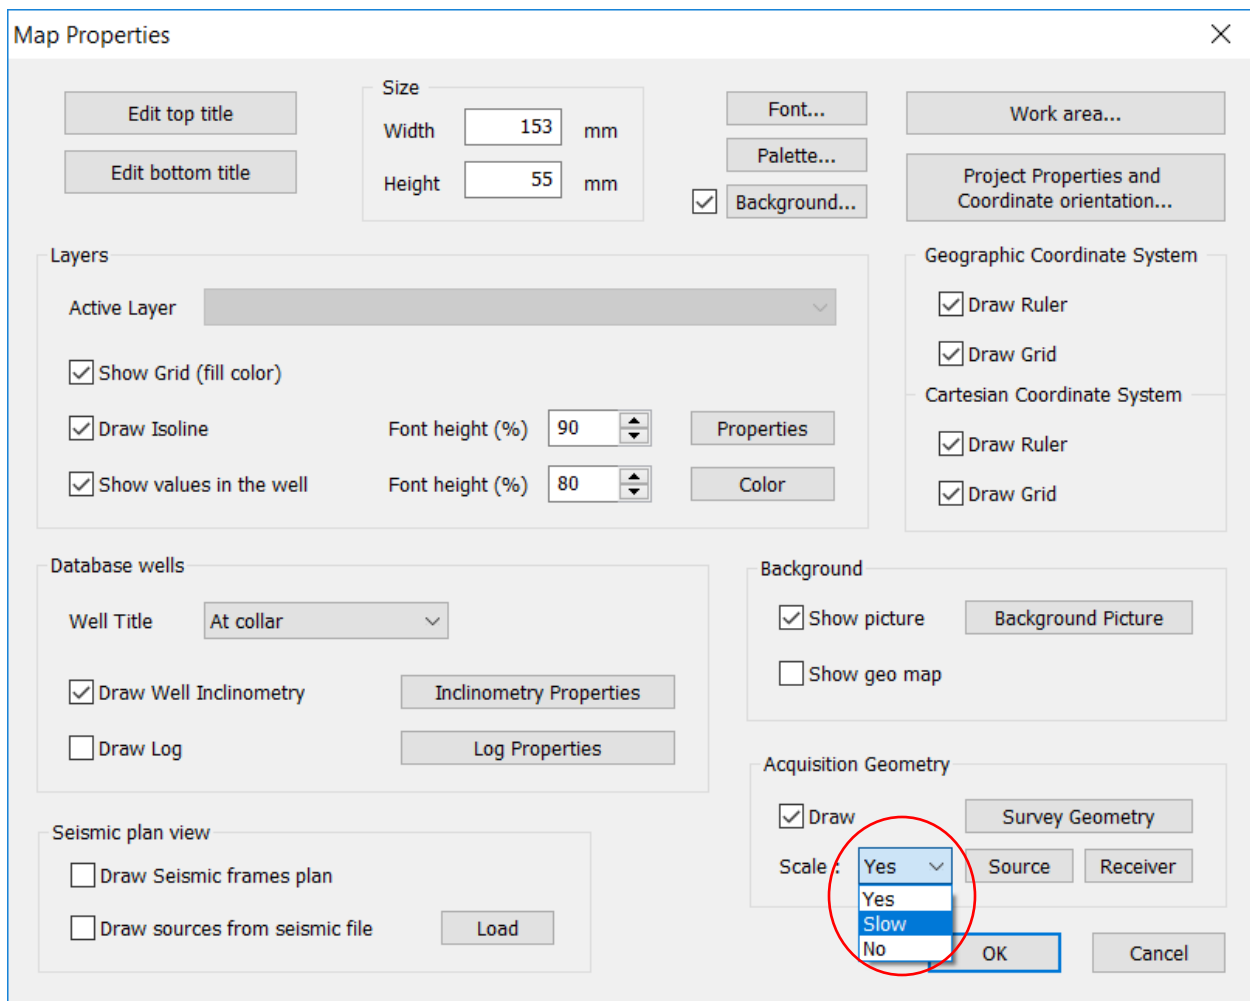 Map Properties
Edit top title
Edit bottom title
Size
Width 153 mm
Height 55 mm
Font...
Palette...
Background...
Work area...
Project Properties and
Coordinate orientation...
Layers
Active Layer
Show Grid (fill color)
Draw Isoline Font height (%) 90 Properties
Show values in the well Font height (%) 80 Color
Geographic Coordinate System
Draw Ruler
Draw Grid
Cartesian Coordinate System
Draw Ruler
Draw Grid
Database wells
Well Title At collar
Draw Well Inclinometry Inclinometry Properties
Draw Log Log Properties
Background
Show picture Background Picture
Show geo map
Seismic plan view
Draw Seismic frames plan
Draw sources from seismic file Load
Acquisition Geometry
Draw Survey Geometry
Scale : Yes Source Receiver
Yes
Slow
No
OK Cancel